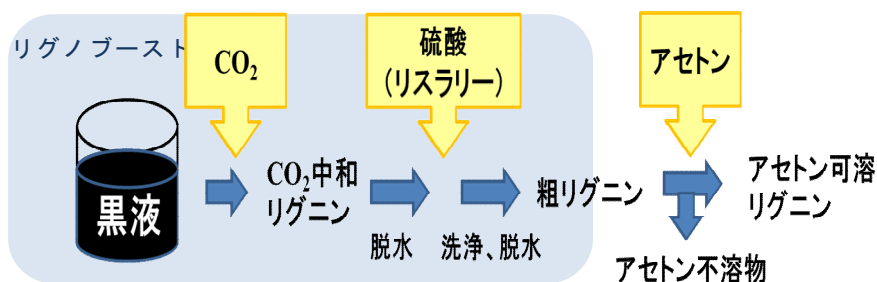 リグノブースト
CO₂
硫酸
（リスラリー）
アセトン
黒液
CO₂中和
リグニン
脱水
洗浄、脱水
粗リグニン
アセトン可溶
リグニン
アセトン不溶物